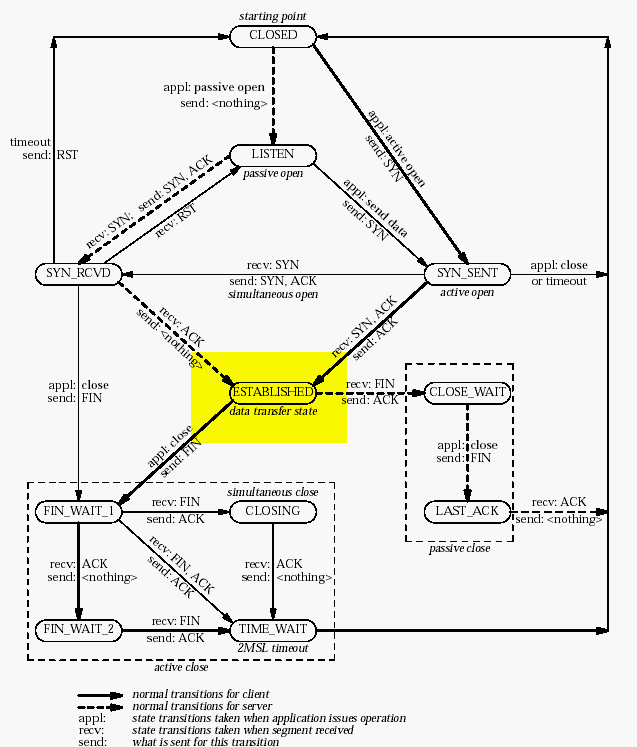 starting point
CLOSED
appl: passive open
send: <nothing>
appl: active open
send: SYN
timeout
send: RST
LISTEN
passive open
recv: SYN; send: SYN, ACK
recv: RST
appl: send data
send: SYN
SYN_RCVD
recv: SYN
send: SYN, ACK
simultaneous open
SYN_SENT
active open
appl: close
or timeout
recv: ACK
send: <nothing>
recv: SYN, ACK
send: ACK
appl: close
send: FIN
ESTABLISHED
data transfer state
recv: FIN
send: ACK
CLOSE_WAIT
appl: close
send: FIN
appl: close
send: FIN
LAST_ACK
passive close
recv: ACK
send: <nothing>
simultaneous close
FIN_WAIT_1
recv: FIN
send: ACK
CLOSING
recv: ACK
send: <nothing>
recv: FIN, ACK
send: ACK
recv: ACK
send: <nothing>
FIN_WAIT_2
recv: FIN
send: ACK
TIME_WAIT
2MSL timeout
active close
normal transitions for client
normal transitions for server
appl: state transitions taken when application issues operation
recv: state transitions taken when segment received
send: what is sent for this transition